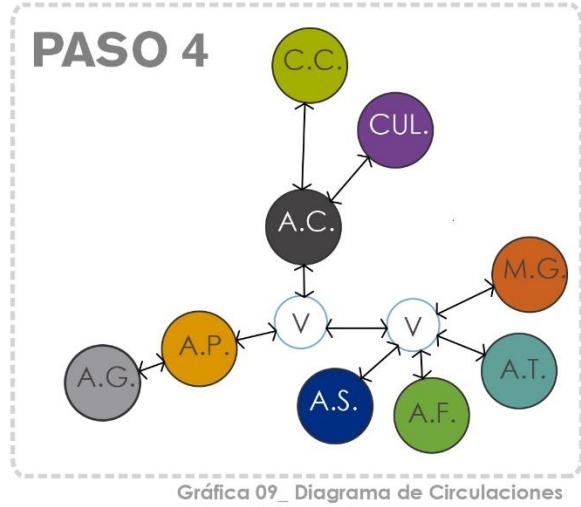 PASO 4
C.C.
CUL.
A.C.
M.G.
V
V
A.P.
A.T.
A.G.
A.S.
A.F.
Gráfica 09_ Diagrama de Circulaciones